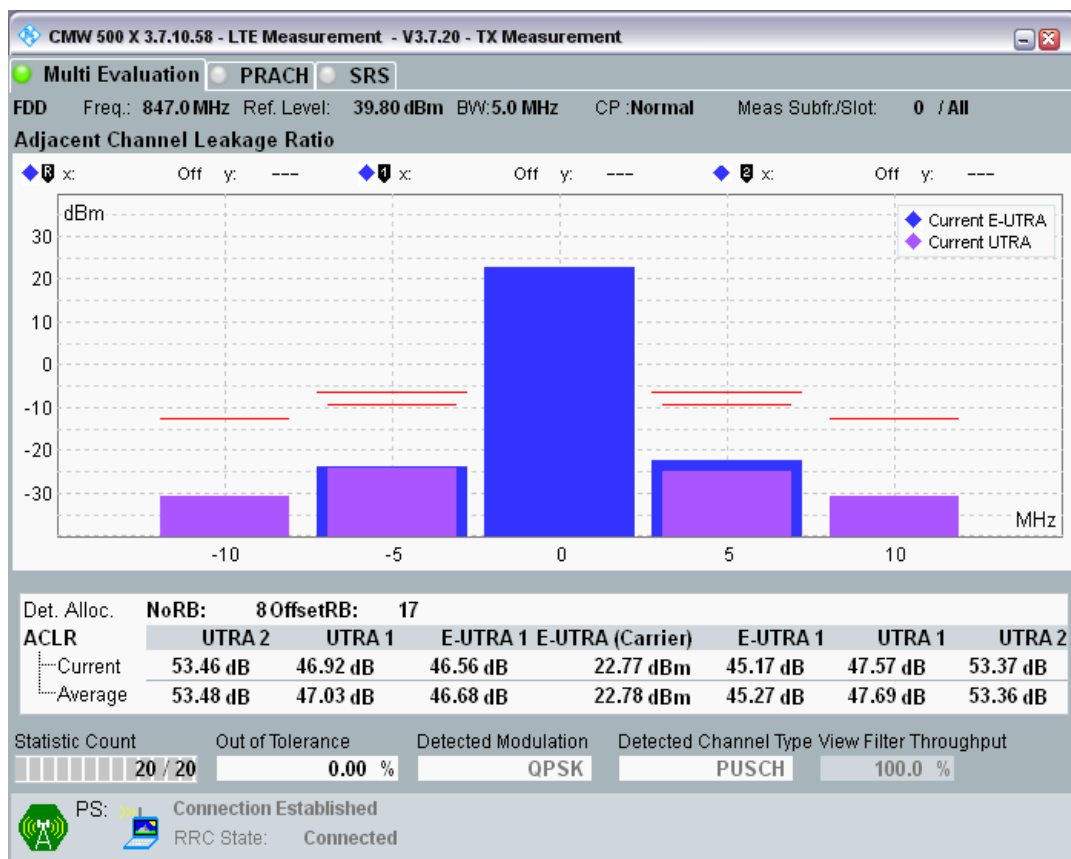 CMW 500 X 3.7.10.58 - LTE Measurement - V3.7.20 - TX Measurement
Multi Evaluation PRACH SRS
FDD Freq.: 847.0 MHz Ref. Level: 39.80 dBm BW:5.0 MHz CP :Normal Meas Subfr./Slot: 0 / All
Adjacent Channel Leakage Ratio
R x: Off y: --- 1 x: Off y: --- 2 x: Off y: ---
dBm
Current E-UTRA
Current UTRA
30
20
10
0
-10
-20
-30
MHz
-10 -5 0 5 10
Det. Alloc. NoRB: 8 OffsetRB: 17
ACLR UTRA 2 UTRA 1 E-UTRA 1 E-UTRA (Carrier) E-UTRA 1 UTRA 1 UTRA 2
Current 53.46 dB 46.92 dB 46.56 dB 22.77 dBm 45.17 dB 47.57 dB 53.37 dB
Average 53.48 dB 47.03 dB 46.68 dB 22.78 dBm 45.27 dB 47.69 dB 53.36 dB
Statistic Count Out of Tolerance Detected Modulation Detected Channel Type View Filter Throughput
20 / 20 0.00 % QPSK PUSCH 100.0 %
PS: Connection Established
RRC State: Connected